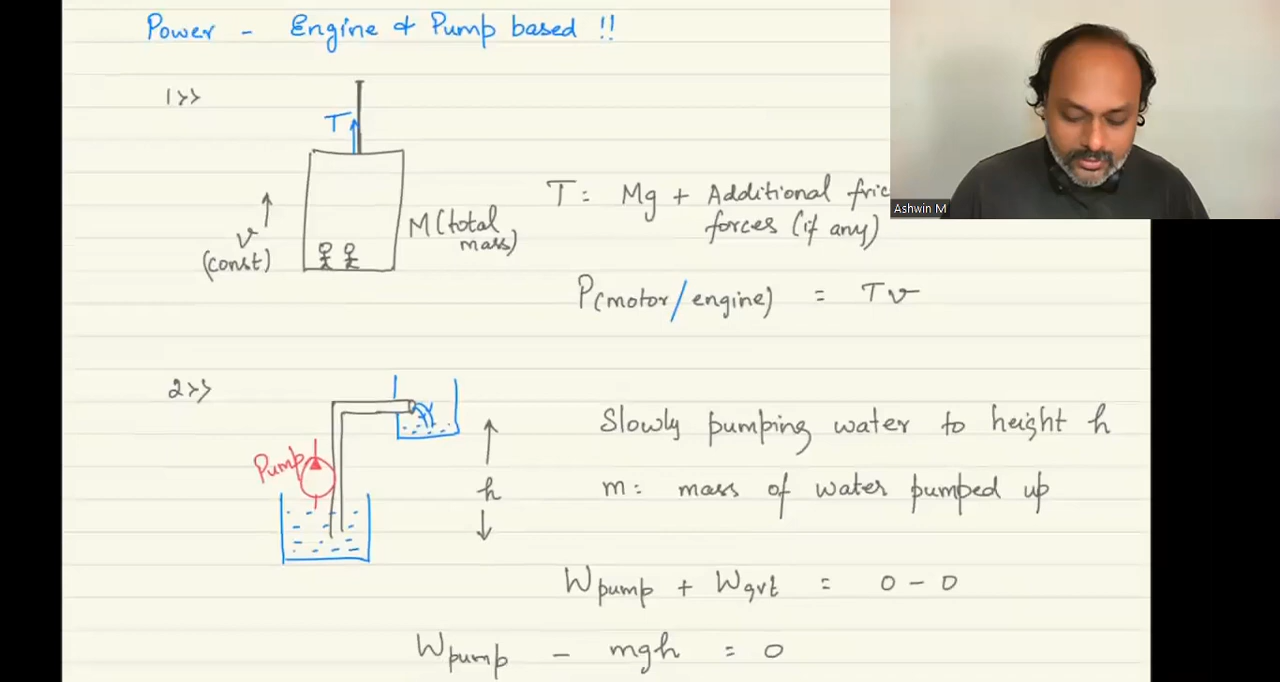 Power - Engine & Pump based !!
1>>
T
v
(const)
M (total
mass)
T = Mg + Additional fric
forces (if any)
P(motor/engine) = Tv
Ashwin M
2>>
Pump
h
Slowly pumping water to height h
m: mass of water pumped up
Wpump + Wgvt = 0 - 0
Wpump - mgh = 0